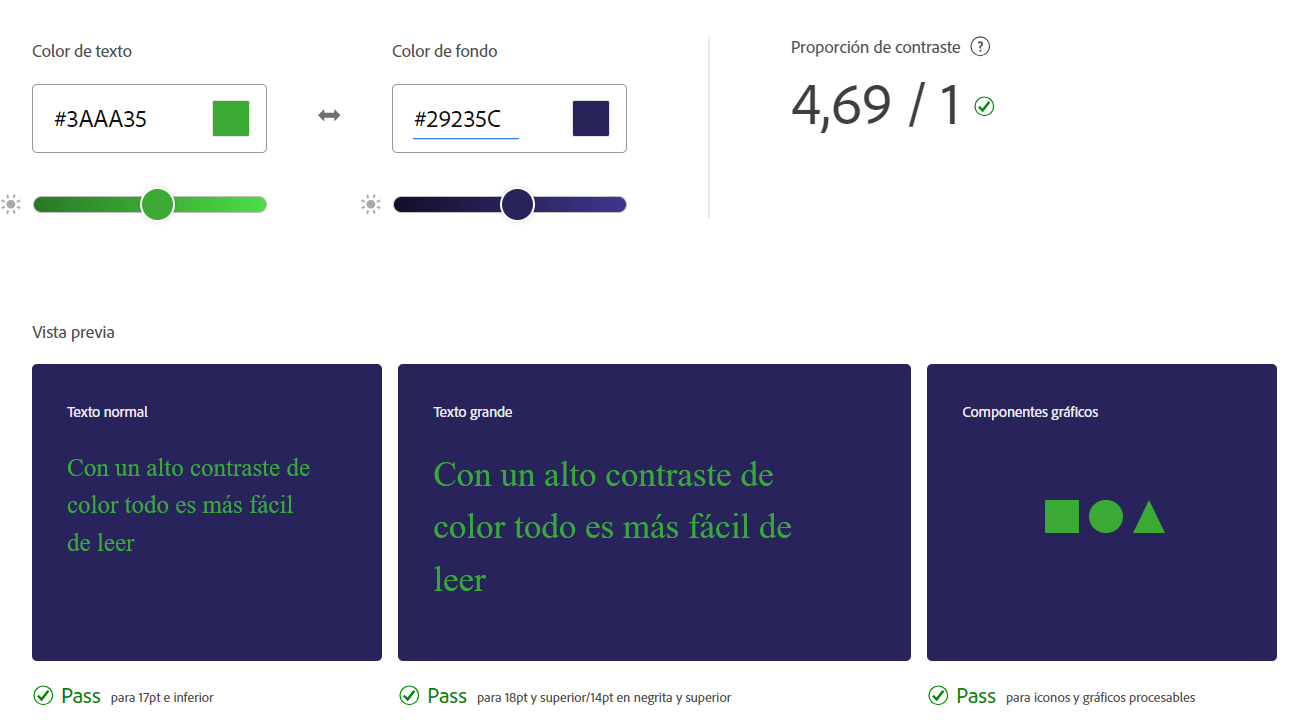 Color de texto
Color de fondo
Proporción de contraste ?
#3AAA35
#29235C
4,69 / 1
Vista previa
Texto normal
Con un alto contraste de
color todo es más fácil
de leer
Texto grande
Con un alto contraste de
color todo es más fácil de
leer
Componentes gráficos
Pass para 17pt e inferior
Pass para 18pt y superior/14pt en negrita y superior
Pass para iconos y gráficos procesables